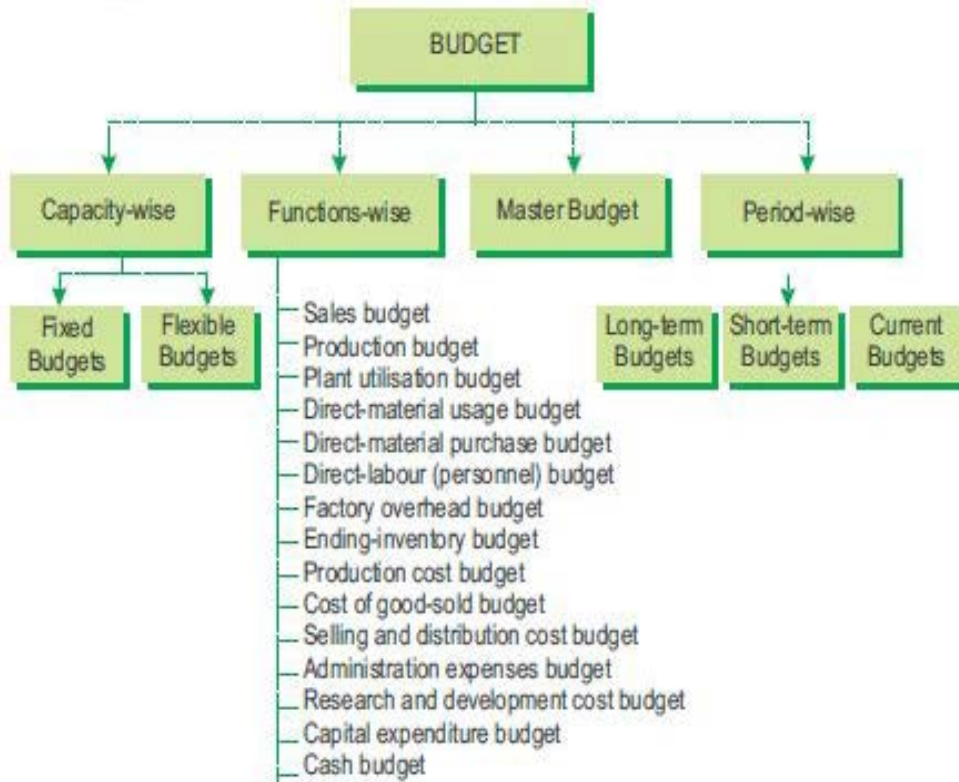 BUDGET
Capacity-wise
Functions-wise
Master Budget
Period-wise
Fixed
Budgets
Flexible
Budgets
Sales budget
Production budget
Plant utilisation budget
Direct-material usage budget
Direct-material purchase budget
Direct-labour (personnel) budget
Factory overhead budget
Ending-inventory budget
Production cost budget
Cost of good-sold budget
Selling and distribution cost budget
Administration expenses budget
Research and development cost budget
Capital expenditure budget
Cash budget
Long-term
Budgets
Short-term
Budgets
Current
Budgets